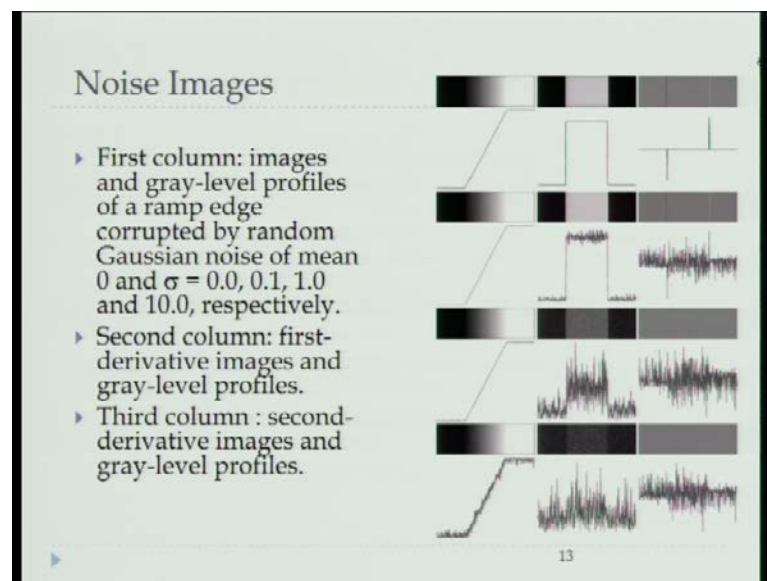 Noise Images
First column: images
and gray-level profiles
of a ramp edge
corrupted by random
Gaussian noise of mean
0 and σ = 0.0, 0.1, 1.0
and 10.0, respectively.
Second column: first-
derivative images and
gray-level profiles.
Third column : second-
derivative images and
gray-level profiles.
13